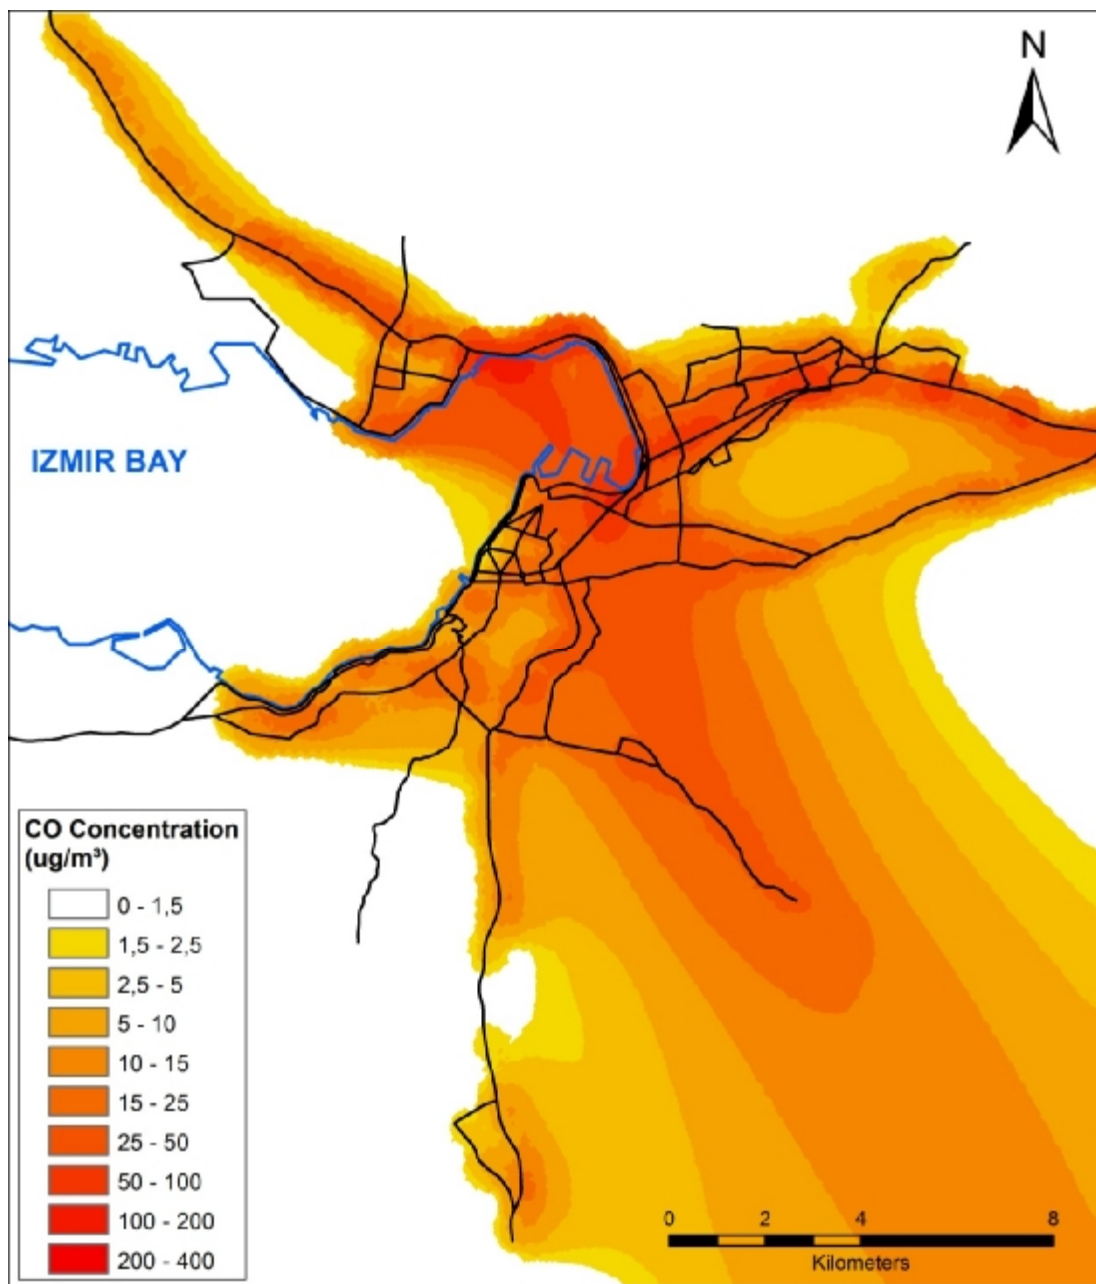 N
IZMIR BAY
CO Concentration
(ug/m³)
0 - 1,5
1,5 - 2,5
2,5 - 5
5 - 10
10 - 15
15 - 25
25 - 50
50 - 100
100 - 200
200 - 400
0 2 4 8
Kilometers